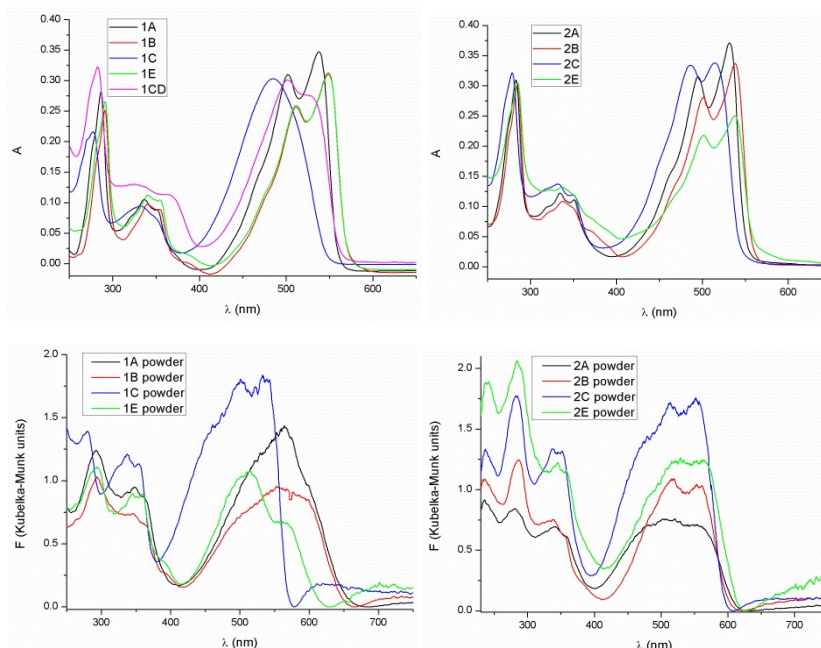 0.40
0.35
0.30
0.25
0.20
0.15
0.10
0.05
0.00
A
1A
1B
1C
1E
1CD
300 400 500 600
λ (nm)
0.40
0.35
0.30
0.25
0.20
0.15
0.10
0.05
0.00
A
2A
2B
2C
2E
300 400 500 600
λ (nm)
2.0
1.5
1.0
0.5
0.0
F (Kubelka-Munk units)
1A powder
1B powder
1C powder
1E powder
300 400 500 600 700
λ (nm)
2.0
1.5
1.0
0.5
0.0
F (Kubelka-Munk units)
2A powder
2B powder
2C powder
2E powder
300 400 500 600 700
λ (nm)